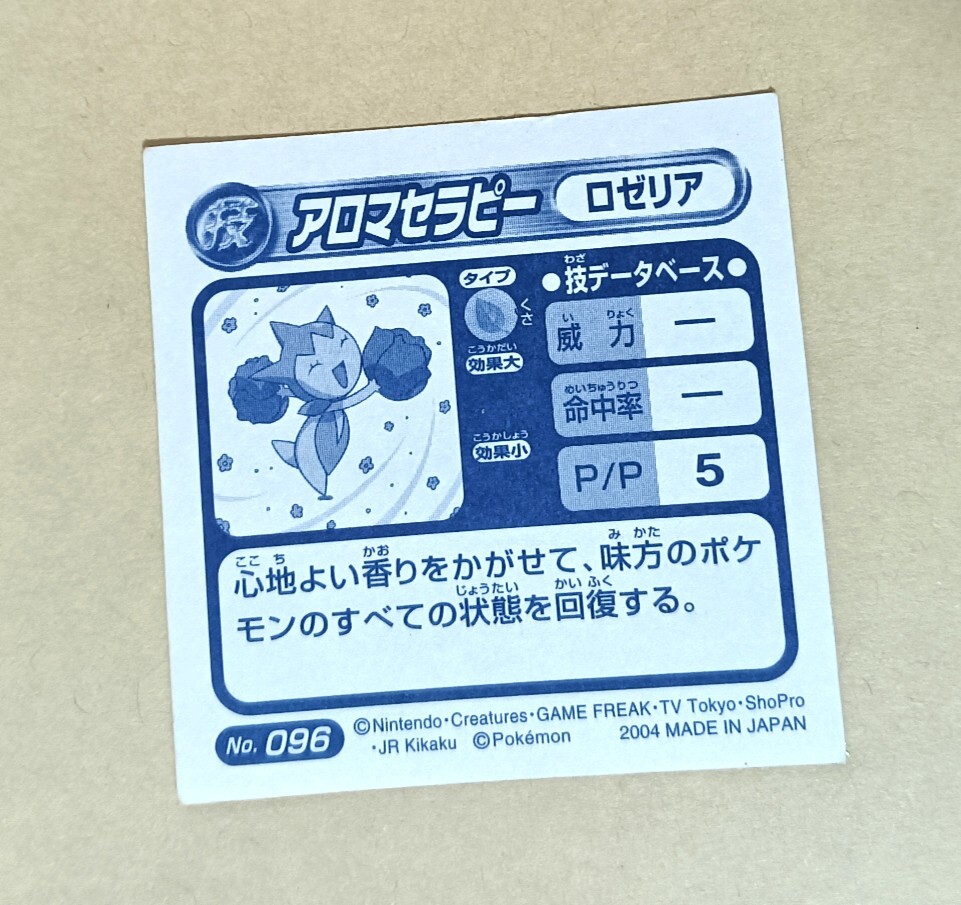 技 アロマセラピー ロゼリア
タイプ
くさ
こうかだい
効果大
こうかしょう
効果小
わざ
●技データベース●
い りょく
威力 ー
めいちゅうりつ
命中率 ー
P/P 5
ここち かお み かた
心地よい香りをかがせて、味方のポケ
じょうたい かいふく
モンのすべての状態を回復する。
No. 096
©Nintendo・Creatures・GAME FREAK・TV Tokyo・ShoPro
・JR Kikaku ©Pokémon 2004 MADE IN JAPAN